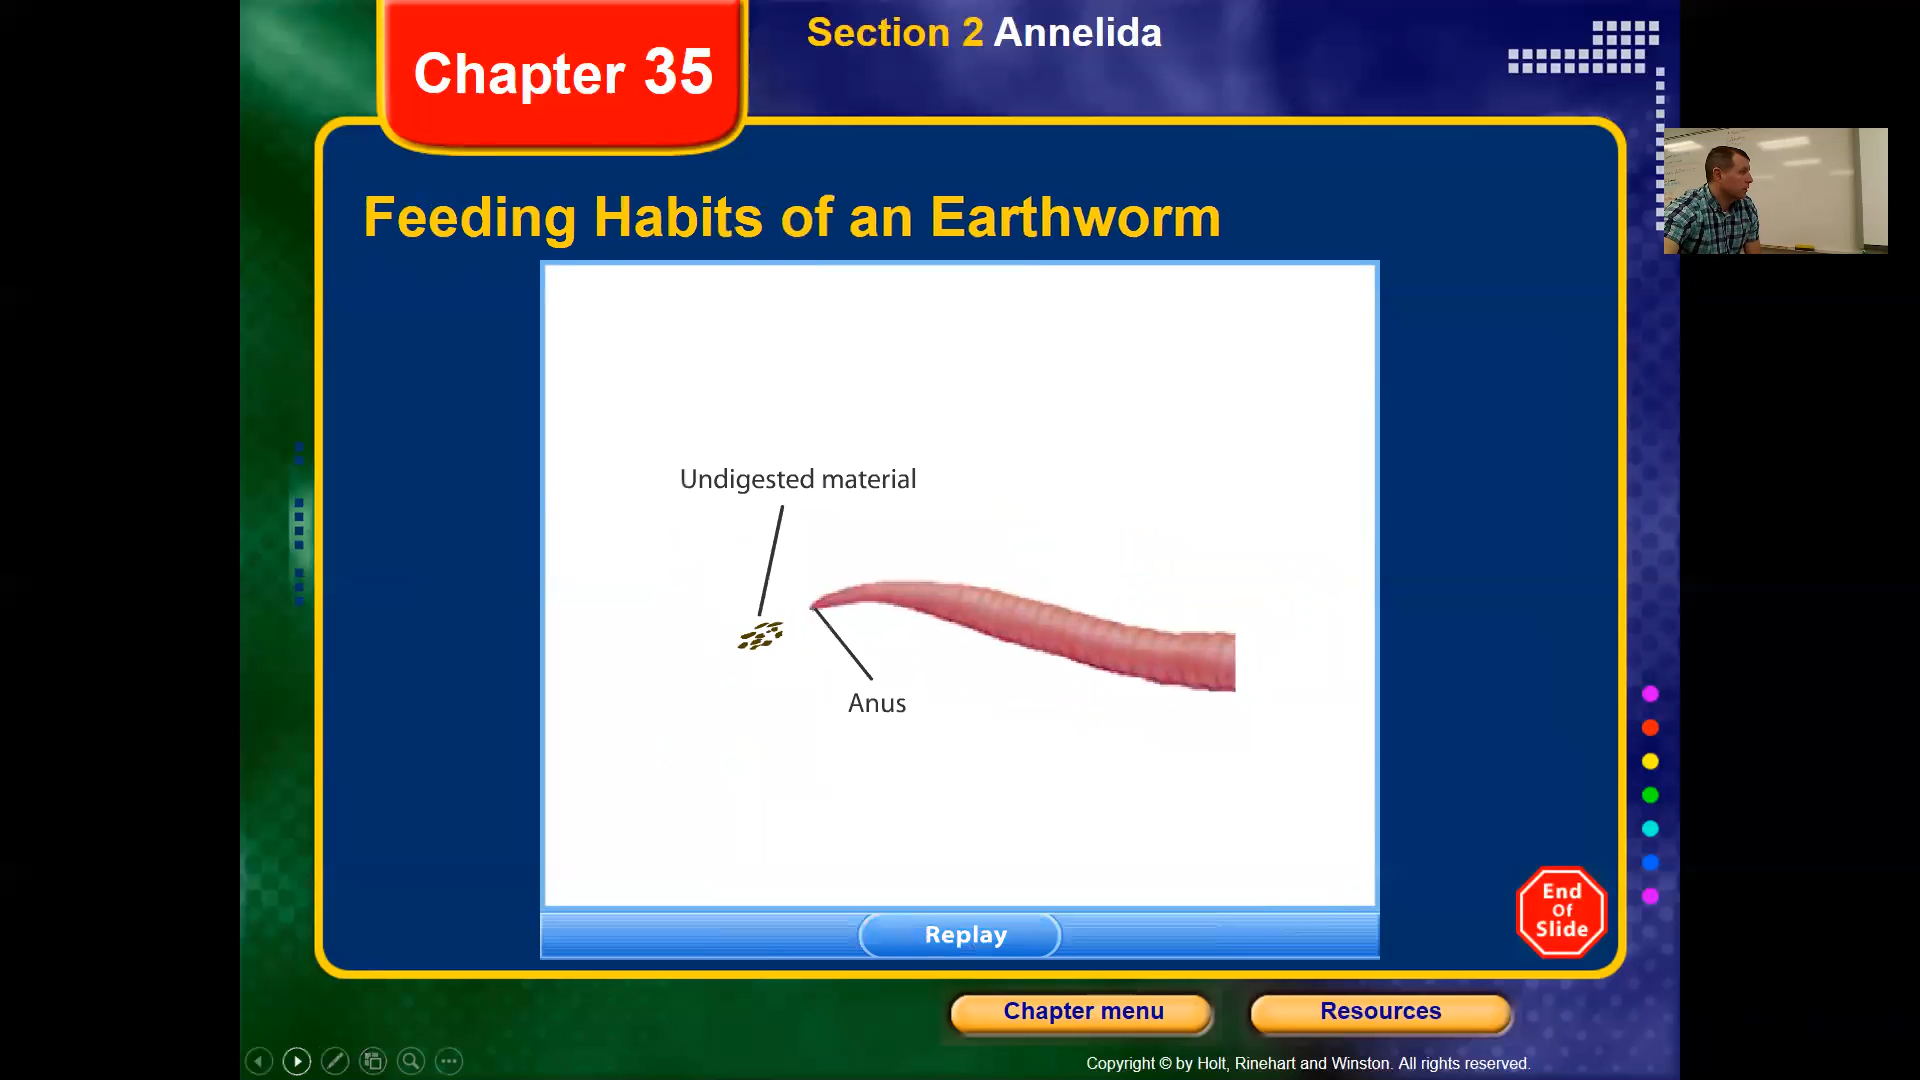 Chapter 35
Section 2 Annelida
Feeding Habits of an Earthworm
Undigested material
Anus
Replay
End
Of
Slide
Chapter menu
Resources
Copyright © by Holt, Rinehart and Winston. All rights reserved.